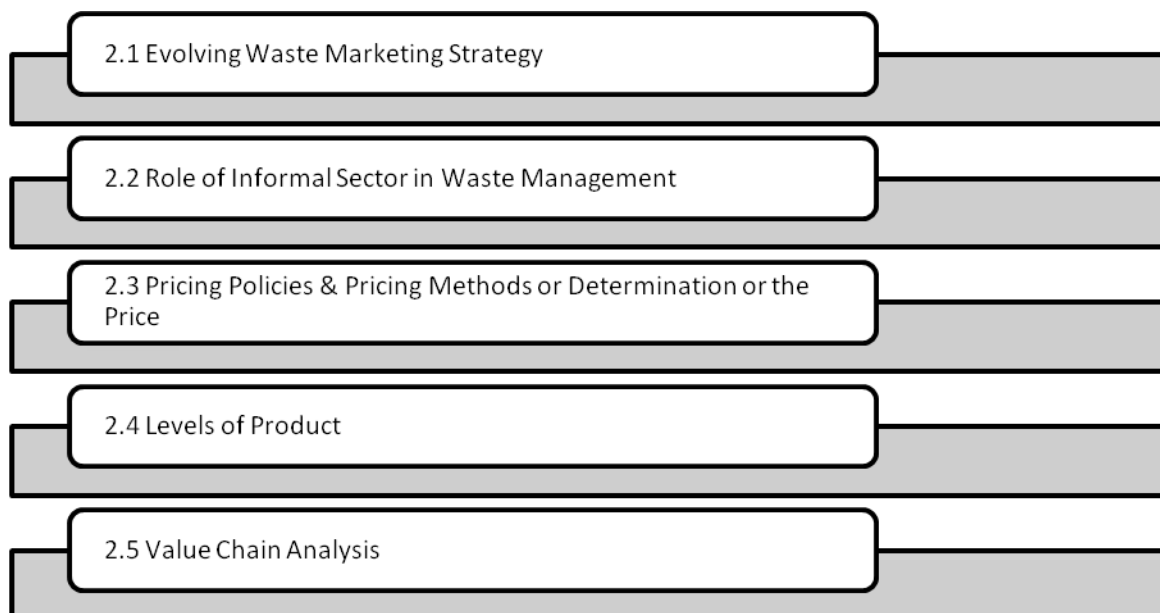 2.1 Evolving Waste Marketing Strategy
2.2 Role of Informal Sector in Waste Management
2.3 Pricing Policies & Pricing Methods or Determination or the
Price
2.4 Levels of Product
2.5 Value Chain Analysis